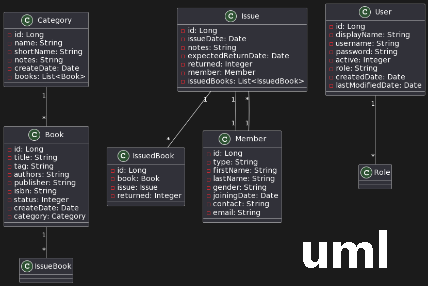 Category
id: Long
name: String
shortName: String
notes: String
createDate: Date
books: List<Book>
1
*
Book
id: Long
title: String
tag: String
authors: String
publisher: String
isbn: String
status: Integer
createDate: Date
category: Category
1
*
IssueBook
Issue
id: Long
issueDate: Date
notes: String
expectedReturnDate: Date
returned: Integer
member: Member
issuedBooks: List<IssuedBook>
1
1
*
*
1
1
IssuedBook
id: Long
book: Book
issue: Issue
returned: Integer
Member
id: Long
type: String
firstName: String
lastName: String
gender: String
joiningDate: Date
contact: String
email: String
User
id: Long
displayName: String
username: String
password: String
active: Integer
role: String
createdDate: Date
lastModifiedDate: Date
1
*
Role
uml